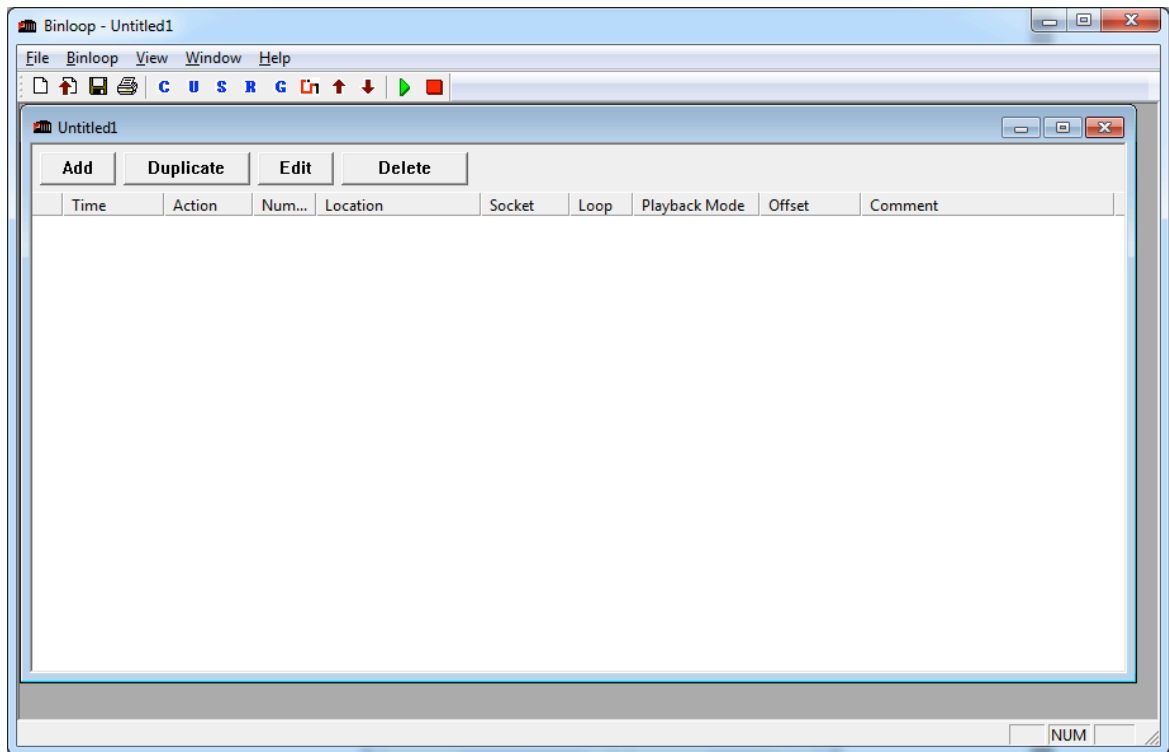 Binloop - Untitled1
File Binloop View Window Help
C U S R G
Untitled1
Add Duplicate Edit Delete
Time Action Num... Location Socket Loop Playback Mode Offset Comment
NUM